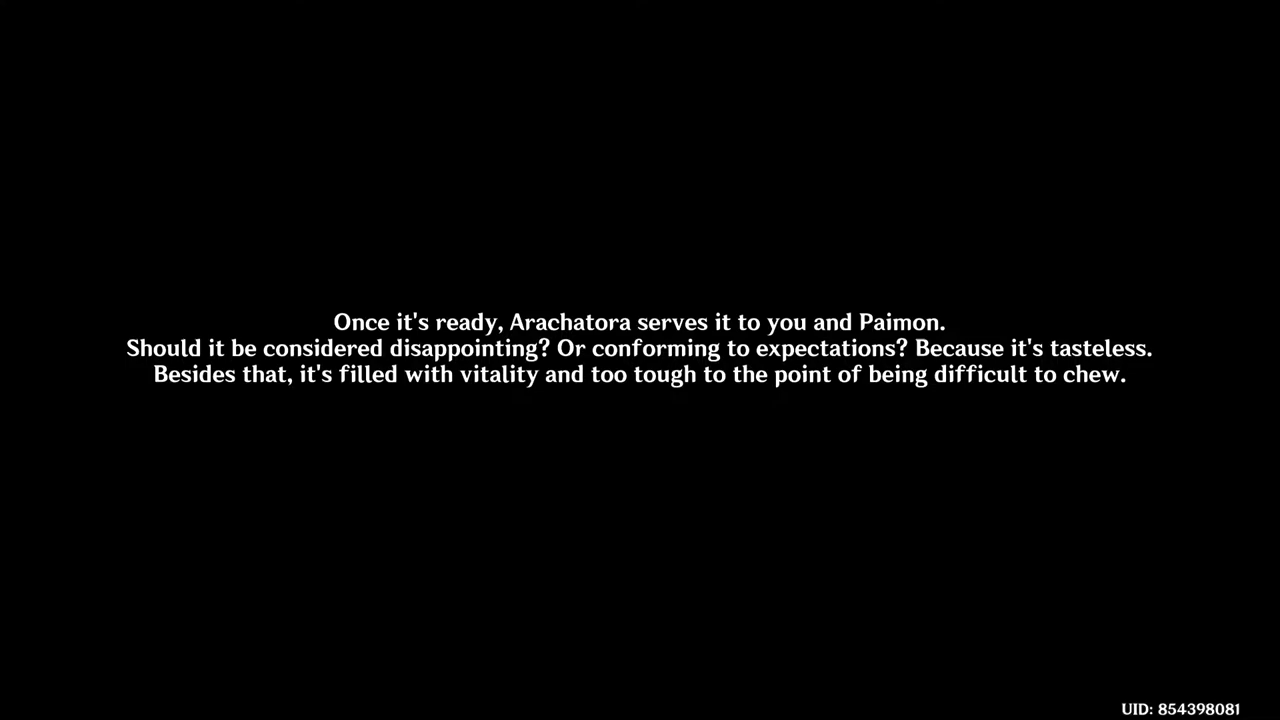 Once it's ready, Arachatora serves it to you and Paimon.
Should it be considered disappointing? Or conforming to expectations? Because it's tasteless.
Besides that, it's filled with vitality and too tough to the point of being difficult to chew.
UID: 854398081